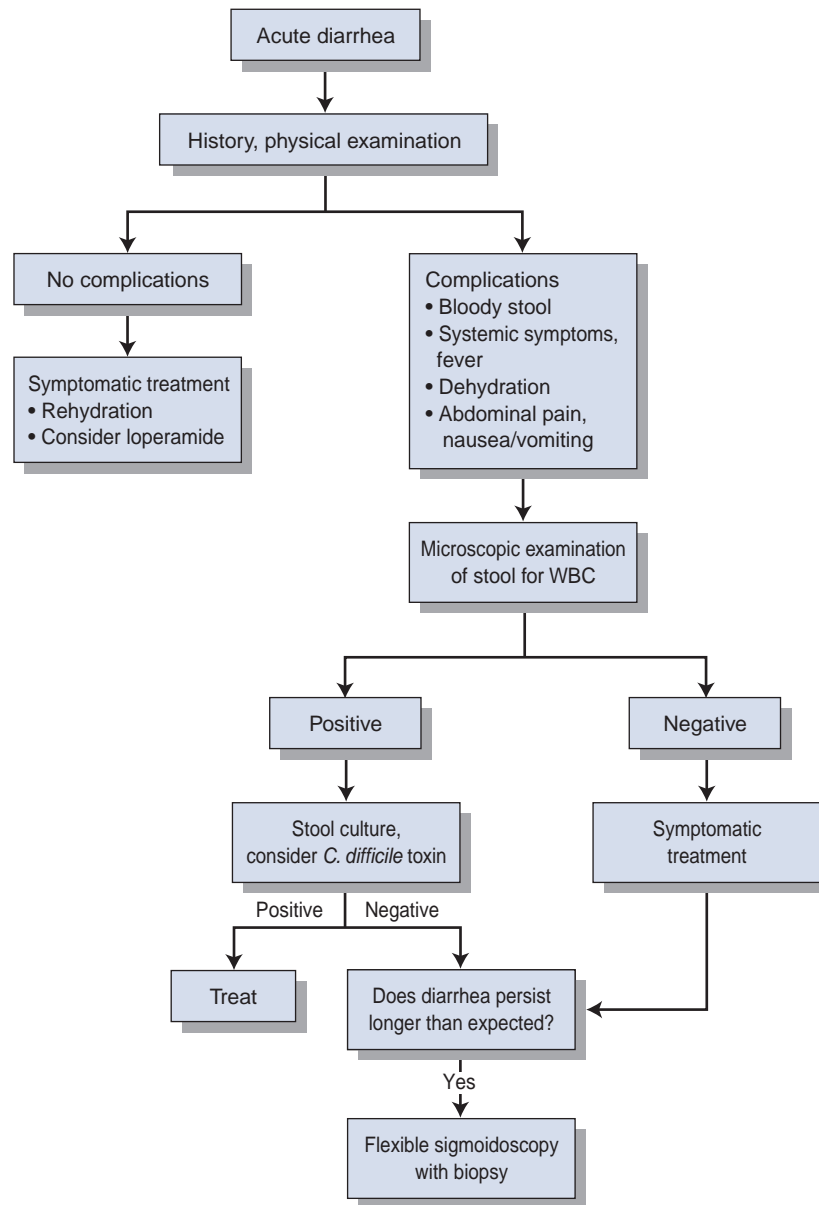 Acute diarrhea
History, physical examination
No complications
Complications
• Bloody stool
• Systemic symptoms,
fever
• Dehydration
• Abdominal pain,
nausea/vomiting
Symptomatic treatment
• Rehydration
• Consider loperamide
Microscopic examination
of stool for WBC
Positive
Negative
Stool culture,
consider C. difficile toxin
Symptomatic
treatment
Positive
Negative
Treat
Does diarrhea persist
longer than expected?
Yes
Flexible sigmoidoscopy
with biopsy